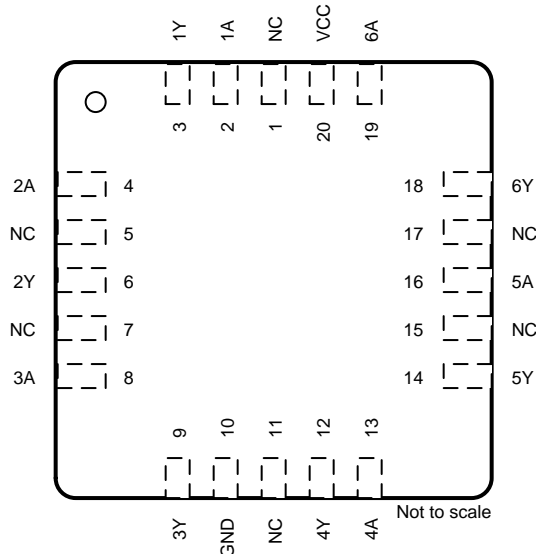 1Y 1A NC VCC 6A
3 2 1 20 19
2A 4 18 6Y
NC 5 17 NC
2Y 6 16 5A
NC 7 15 NC
3A 8 14 5Y
9 10 11 12 13
Not to scale
3Y GND NC 4Y 4A